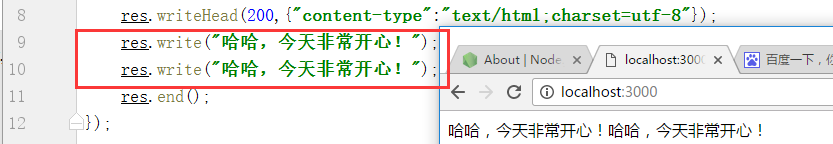 8 res.writeHead(200,{"content-type":"text/html;charset=utf-8"});
9 res.write("哈哈，今天非常开心！");
10 res.write("哈哈，今天非常开心！");
11 res.end();
12 });
About | Node
localhost:3000
百度一下，你
localhost:3000
哈哈，今天非常开心！哈哈，今天非常开心！